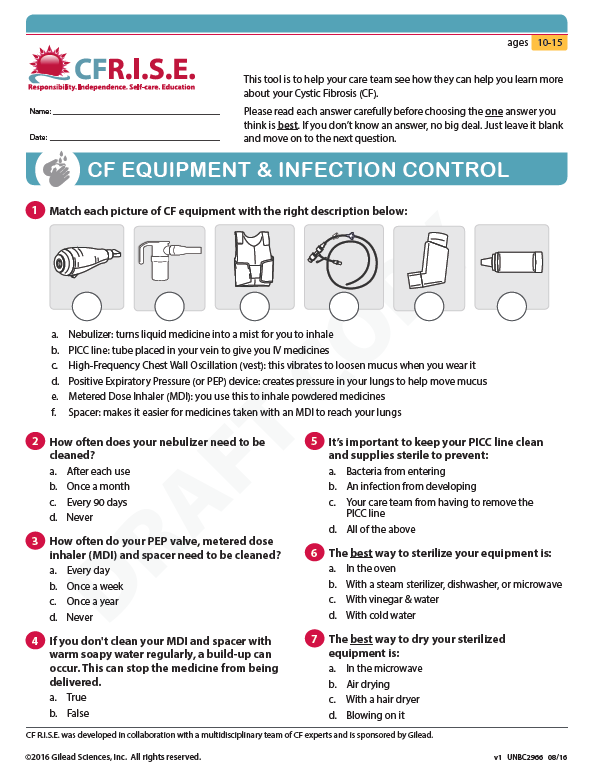 ages 10-15
CFR.I.S.E.
Responsibility. Independence. Self-care. Education
This tool is to help your care team see how they can help you learn more
about your Cystic Fibrosis (CF).
Name:
Please read each answer carefully before choosing the one answer you
think is best. If you don't know an answer, no big deal. Just leave it blank
and move on to the next question.
Date:
CF EQUIPMENT & INFECTION CONTROL
1 Match each picture of CF equipment with the right description below:
a. Nebulizer: turns liquid medicine into a mist for you to inhale
b. PICC line: tube placed in your vein to give you IV medicines
c. High-Frequency Chest Wall Oscillation (vest): this vibrates to loosen mucus when you wear it
d. Positive Expiratory Pressure (or PEP) device: creates pressure in your lungs to help move mucus
e. Metered Dose Inhaler (MDI): you use this to inhale powdered medicines
f. Spacer: makes it easier for medicines taken with an MDI to reach your lungs
2 How often does your nebulizer need to be
cleaned?
a. After each use
b. Once a month
c. Every 90 days
d. Never
3 How often do your PEP valve, metered dose
inhaler (MDI) and spacer need to be cleaned?
a. Every day
b. Once a week
c. Once a year
d. Never
4 If you don't clean your MDI and spacer with
warm soapy water regularly, a build-up can
occur. This can stop the medicine from being
delivered.
a. True
b. False
5 It's important to keep your PICC line clean
and supplies sterile to prevent:
a. Bacteria from entering
b. An infection from developing
c. Your care team from having to remove the
PICC line
d. All of the above
6 The best way to sterilize your equipment is:
a. In the oven
b. With a steam sterilizer, dishwasher, or microwave
c. With vinegar & water
d. With cold water
7 The best way to dry your sterilized
equipment is:
a. In the microwave
b. Air drying
c. With a hair dryer
d. Blowing on it
CF R.I.S.E. was developed in collaboration with a multidisciplinary team of CF experts and is sponsored by Gilead.
©2016 Gilead Sciences, Inc. All rights reserved.
v1 UNBC2966 08/16